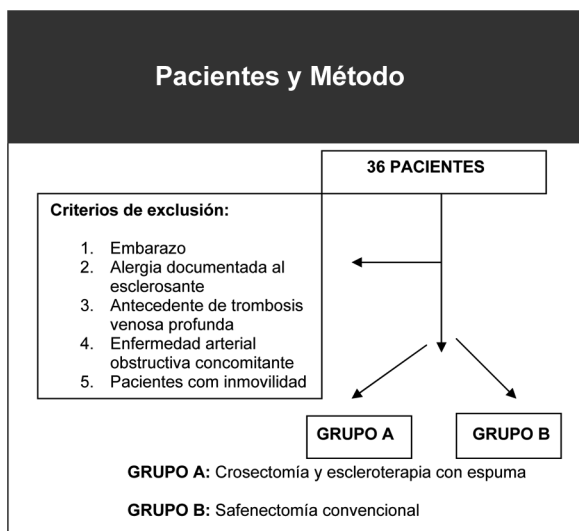 Pacientes y Método
36 PACIENTES
Criterios de exclusión:
1. Embarazo
2. Alergia documentada al
esclerosante
3. Antecedente de trombosis
venosa profunda
4. Enfermedad arterial
obstructiva concomitante
5. Pacientes com inmovilidad
GRUPO A
GRUPO B
GRUPO A: Crosectomía y escleroterapia con espuma
GRUPO B: Safenectomía convencional